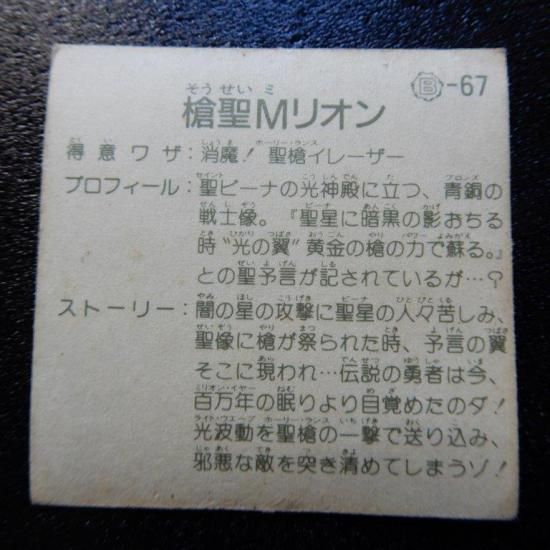 Ⓑ-67
槍聖Mリオン
得意ワザ:消魔!聖槍イレーザー
プロフィール:聖ビーナの光神殿に立つ、青銅の
戦士像。『聖星に暗黒の影おちる
時“光の翼”黄金の槍の力で蘇る。』
との聖予言が記されているが…?
ストーリー:闇の星の攻撃に聖星の人々苦しみ、
聖像に槍が祭られた時、予言の翼
そこに現われ…伝説の勇者は今、
百万年の眠りより目覚めたのダ!
光波動を聖槍の一撃で送り込み、
邪悪な敵を突き清めてしまうゾ!